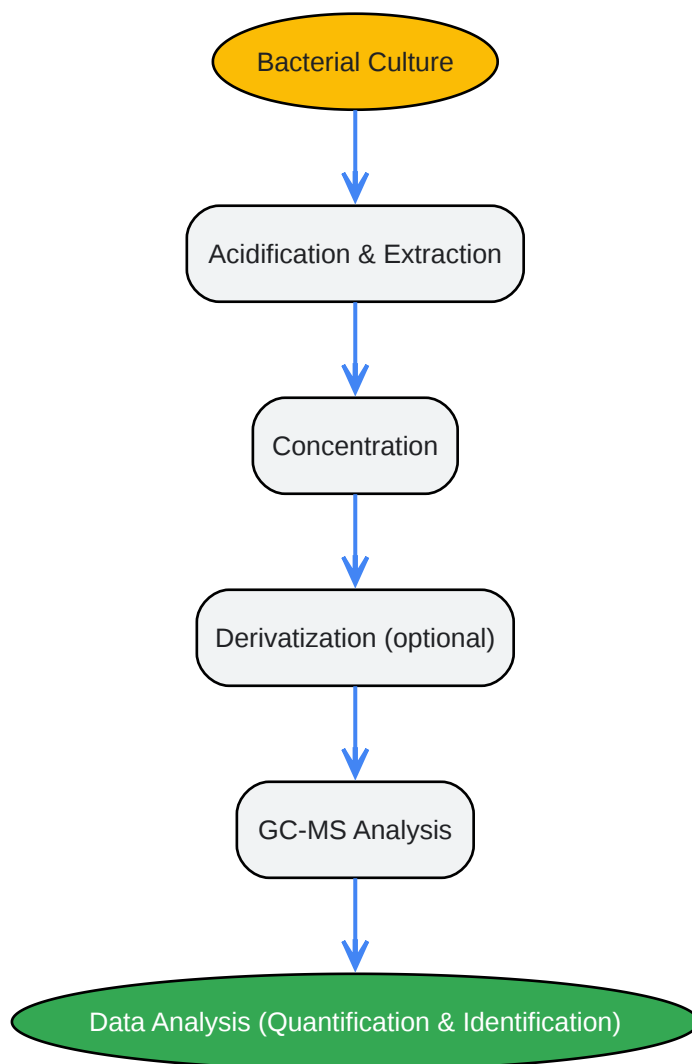 Bacterial Culture
Acidification & Extraction
Concentration
Derivatization (optional)
GC-MS Analysis
Data Analysis (Quantification & Identification)